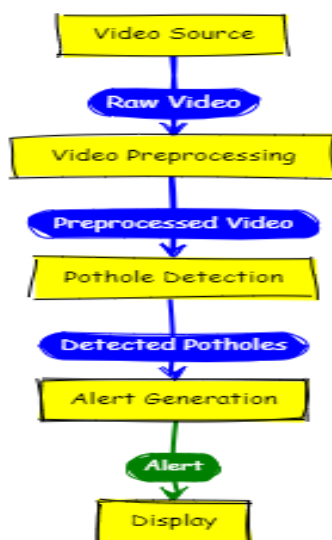 Video Source
Raw Video
Video Preprocessing
Preprocessed Video
Pothole Detection
Detected Potholes
Alert Generation
Alert
Display